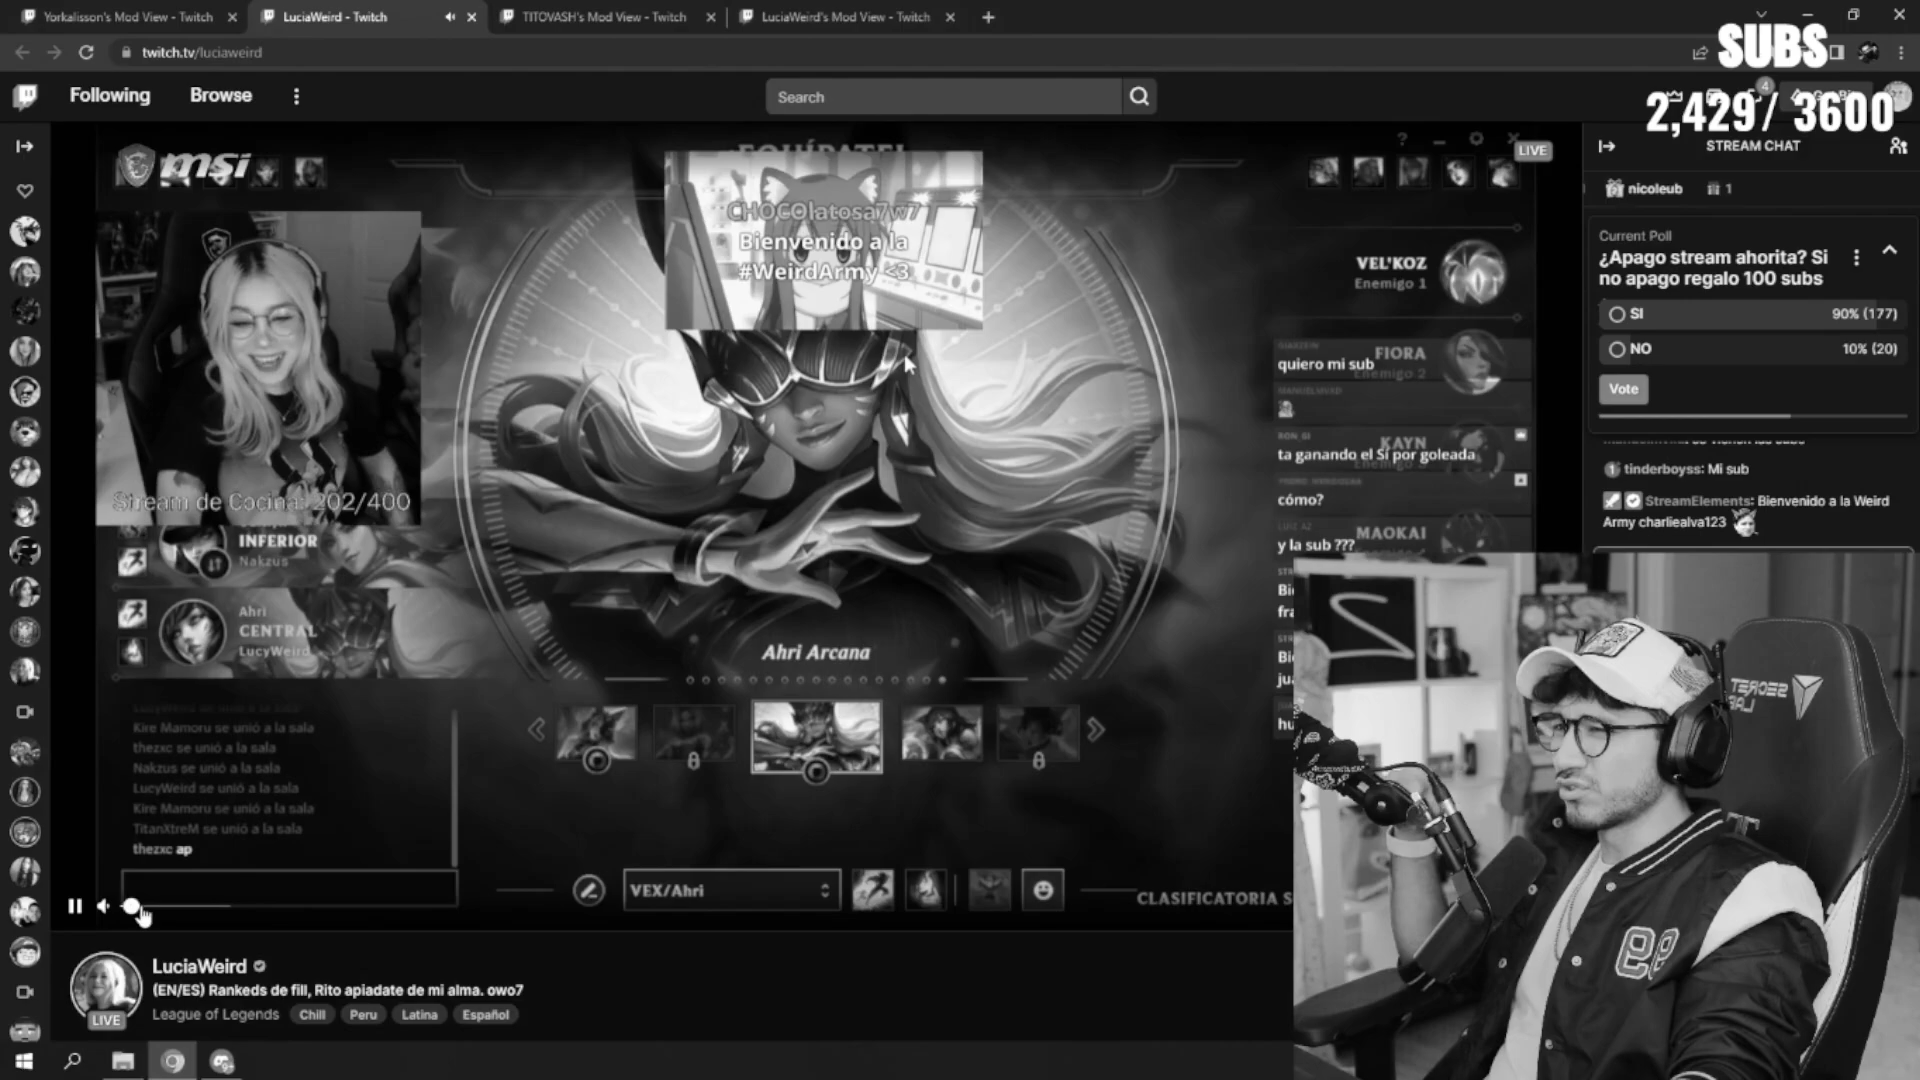 Yorkalisson's Mod View - Twitch
LuciaWeird - Twitch
TITOVASH's Mod View - Twitch
LuciaWeird's Mod View - Twitch
twitch.tv/luciaweird
SUBS
2,429/ 3600
Following
Browse
Search
4
msi
LIVE
STREAM CHAT
nicoleub
1
CHOCOlatosa7w7
Bienvenido a la
#WeirdArmy <3
Current Poll
¿Apago stream ahorita? Si
no apago regalo 100 subs
SI
90% (177)
NO
10% (20)
Vote
VEL'KOZ
Enemigo 1
FIORA
Enemigo 2
KAYN
MAOKAI
quiero mi sub
ta ganando el Si por goleada
cómo?
y la sub ???
tinderboyss: Mi sub
StreamElements: Bienvenido a la Weird
Army charliealva123
Stream de Cocina: 202/400
INFERIOR
Nakzus
Ahri
CENTRAL
LucyWeird
Ahri Arcana
Kire Mamoru se unió a la sala
thezxc se unió a la sala
Nakzus se unió a la sala
LucyWeird se unió a la sala
Kire Mamoru se unió a la sala
TitanXtreM se unió a la sala
thezxc ap
VEX/Ahri
CLASIFICATORIA S
SECRET
LAB
99
LuciaWeird
(EN/ES) Rankeds de fill, Rito apiadate de mi alma. owo7
League of Legends
Chill
Peru
Latina
Español
LIVE